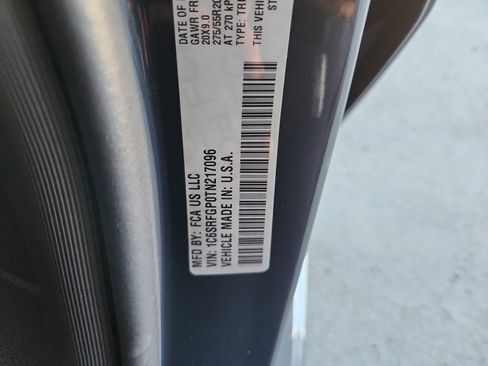 MFD BY: FCA US LLC
DATE OF
VIN: 1C6SRFGP0TN217096
GAWR FR
VEHICLE MADE IN: U.S.A.
20X9.0
275/55R20
AT 270 kP
TYPE:
THIS VEHI
ST